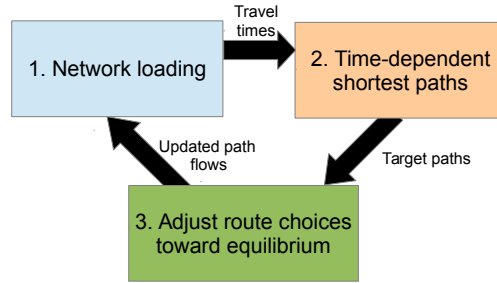 Travel
times
1. Network loading
2. Time-dependent
shortest paths
Updated path
flows
Target paths
3. Adjust route choices
toward equilibrium